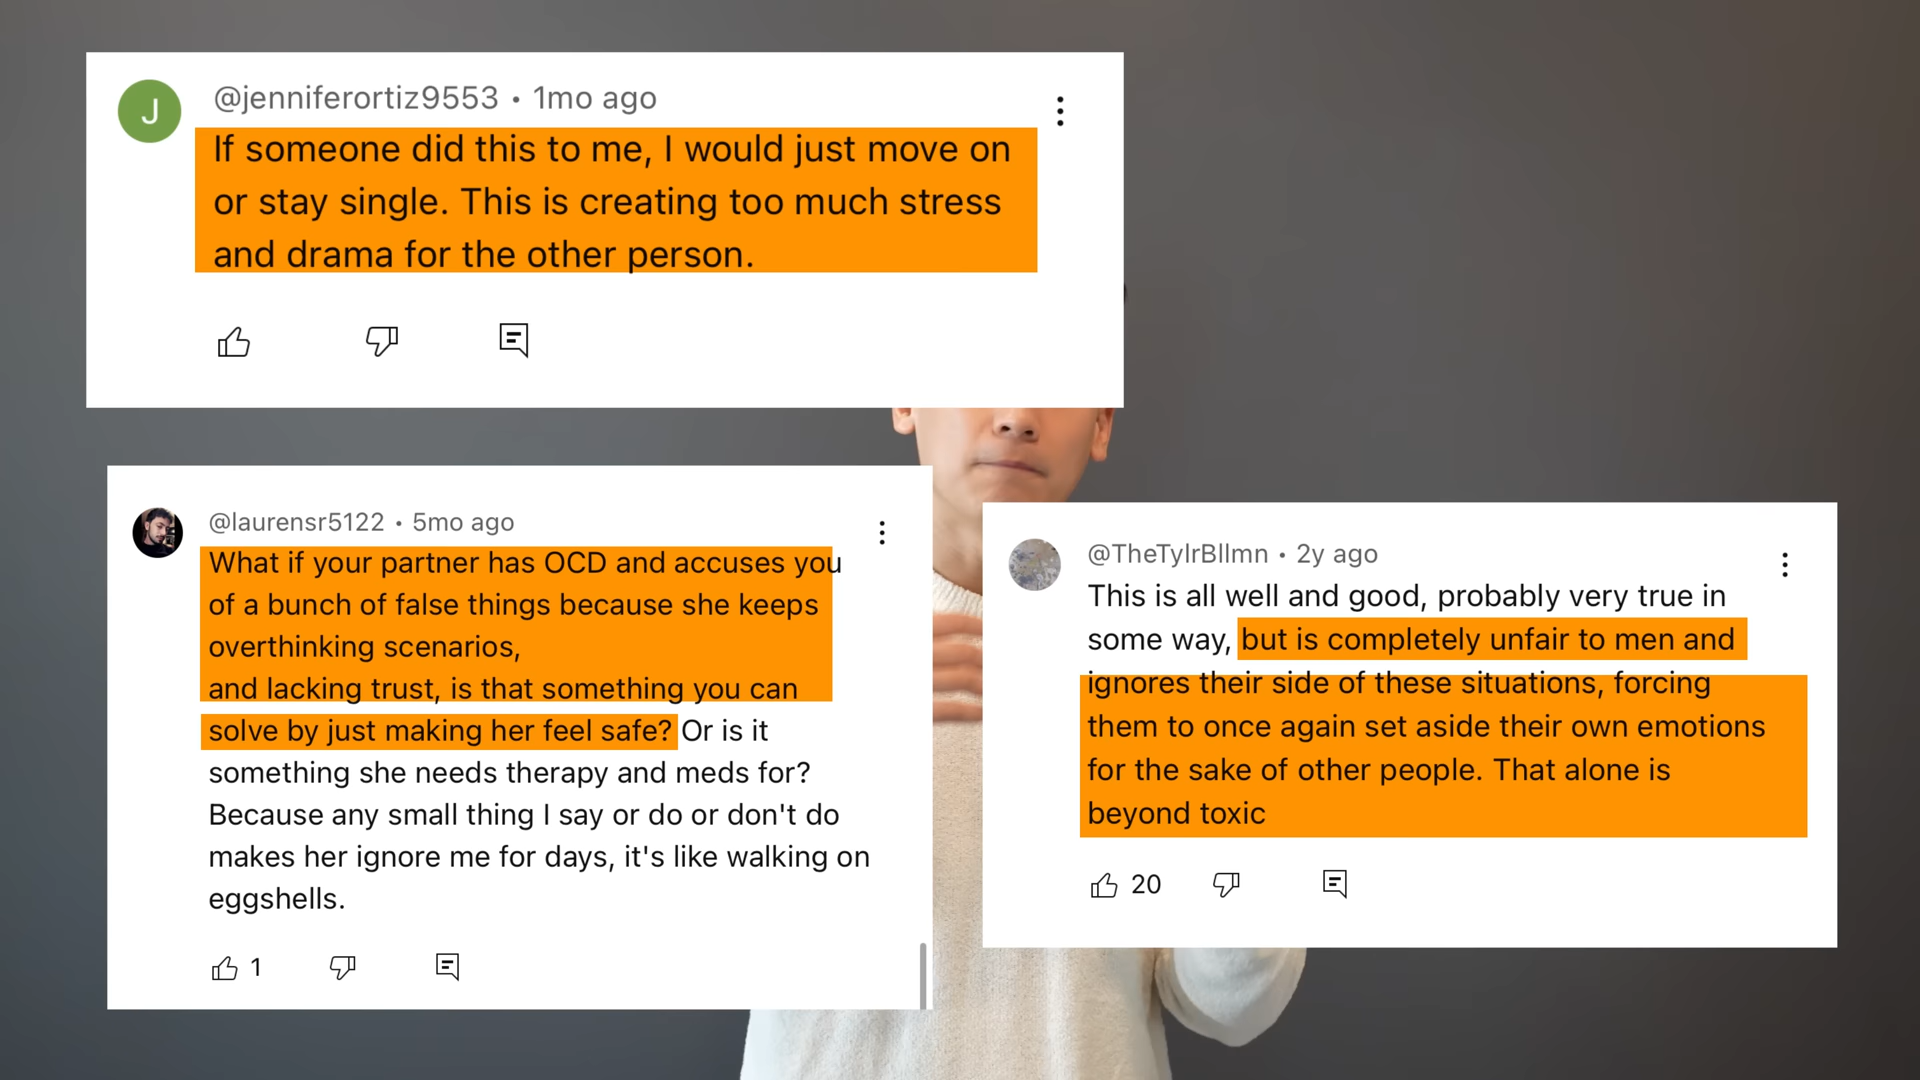 J
@jenniferortiz9553 • 1mo ago
If someone did this to me, I would just move on
or stay single. This is creating too much stress
and drama for the other person.
@laurensr5122 • 5mo ago
What if your partner has OCD and accuses you
of a bunch of false things because she keeps
overthinking scenarios,
and lacking trust, is that something you can
solve by just making her feel safe? Or is it
something she needs therapy and meds for?
Because any small thing I say or do or don't do
makes her ignore me for days, it's like walking on
eggshells.
1
@TheTylrBllmn • 2y ago
This is all well and good, probably very true in
some way, but is completely unfair to men and
ignores their side of these situations, forcing
them to once again set aside their own emotions
for the sake of other people. That alone is
beyond toxic
20